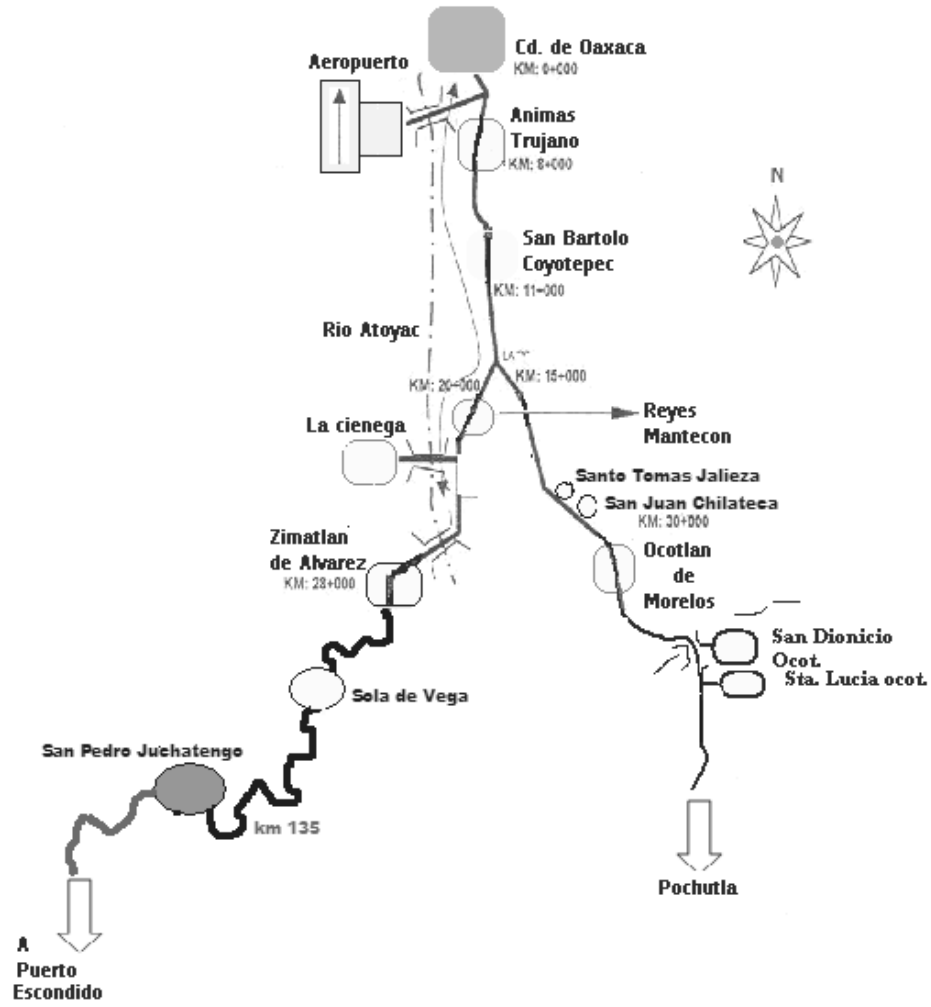 Cd. de Oaxaca
KM: 0+000
Aeropuerto
Animas
Trujano
KM: 8+000
N
San Bartolo
Coyotepec
KM: 11+000
Rio Atoyac
KM: 15+000
KM: 20+000
La cienega
Reyes
Mantecon
Santo Tomas Jalieza
San Juan Chilateca
KM: 30+000
Zimatlan
de Alvarez
KM: 28+000
Ocotlan
de
Morelos
San Dionicio
Ocot.
Sta. Lucia ocot.
Sola de Vega
San Pedro Juchatengo
km 135
Pochutla
A
Puerto
Escondido